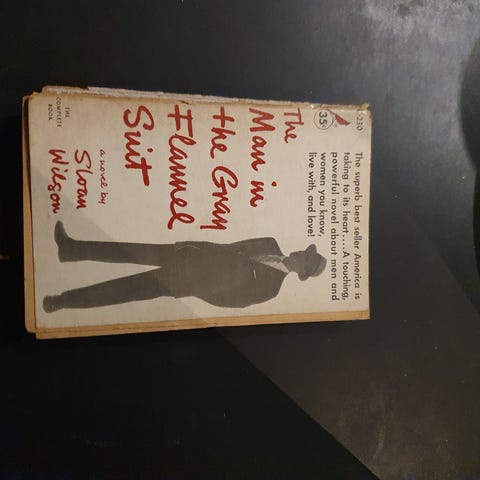 C-230
35¢
The superb best seller America is
taking to its heart.... A touching,
powerful novel about men and
women you know,
live with, and love!
The
Man in
the Gray
Flannel
Suit
a novel by
Sloan
Wilson
THE
COMPLETE
BOOK